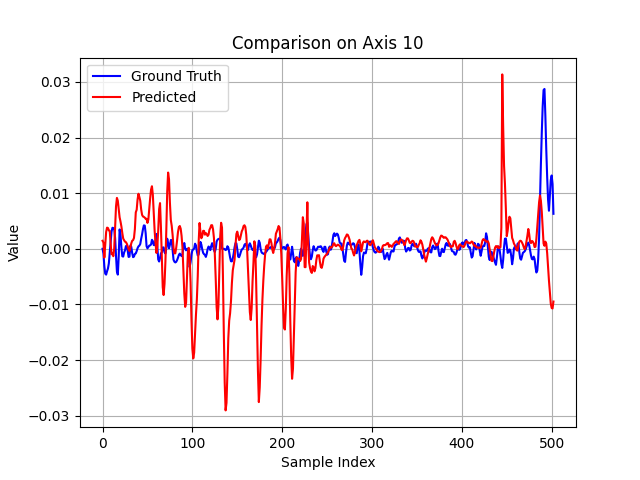 Comparison on Axis 10
Ground Truth
Predicted
0.03
0.02
0.01
0.00
−0.01
−0.02
−0.03
Value
0
100
200
300
400
500
Sample Index